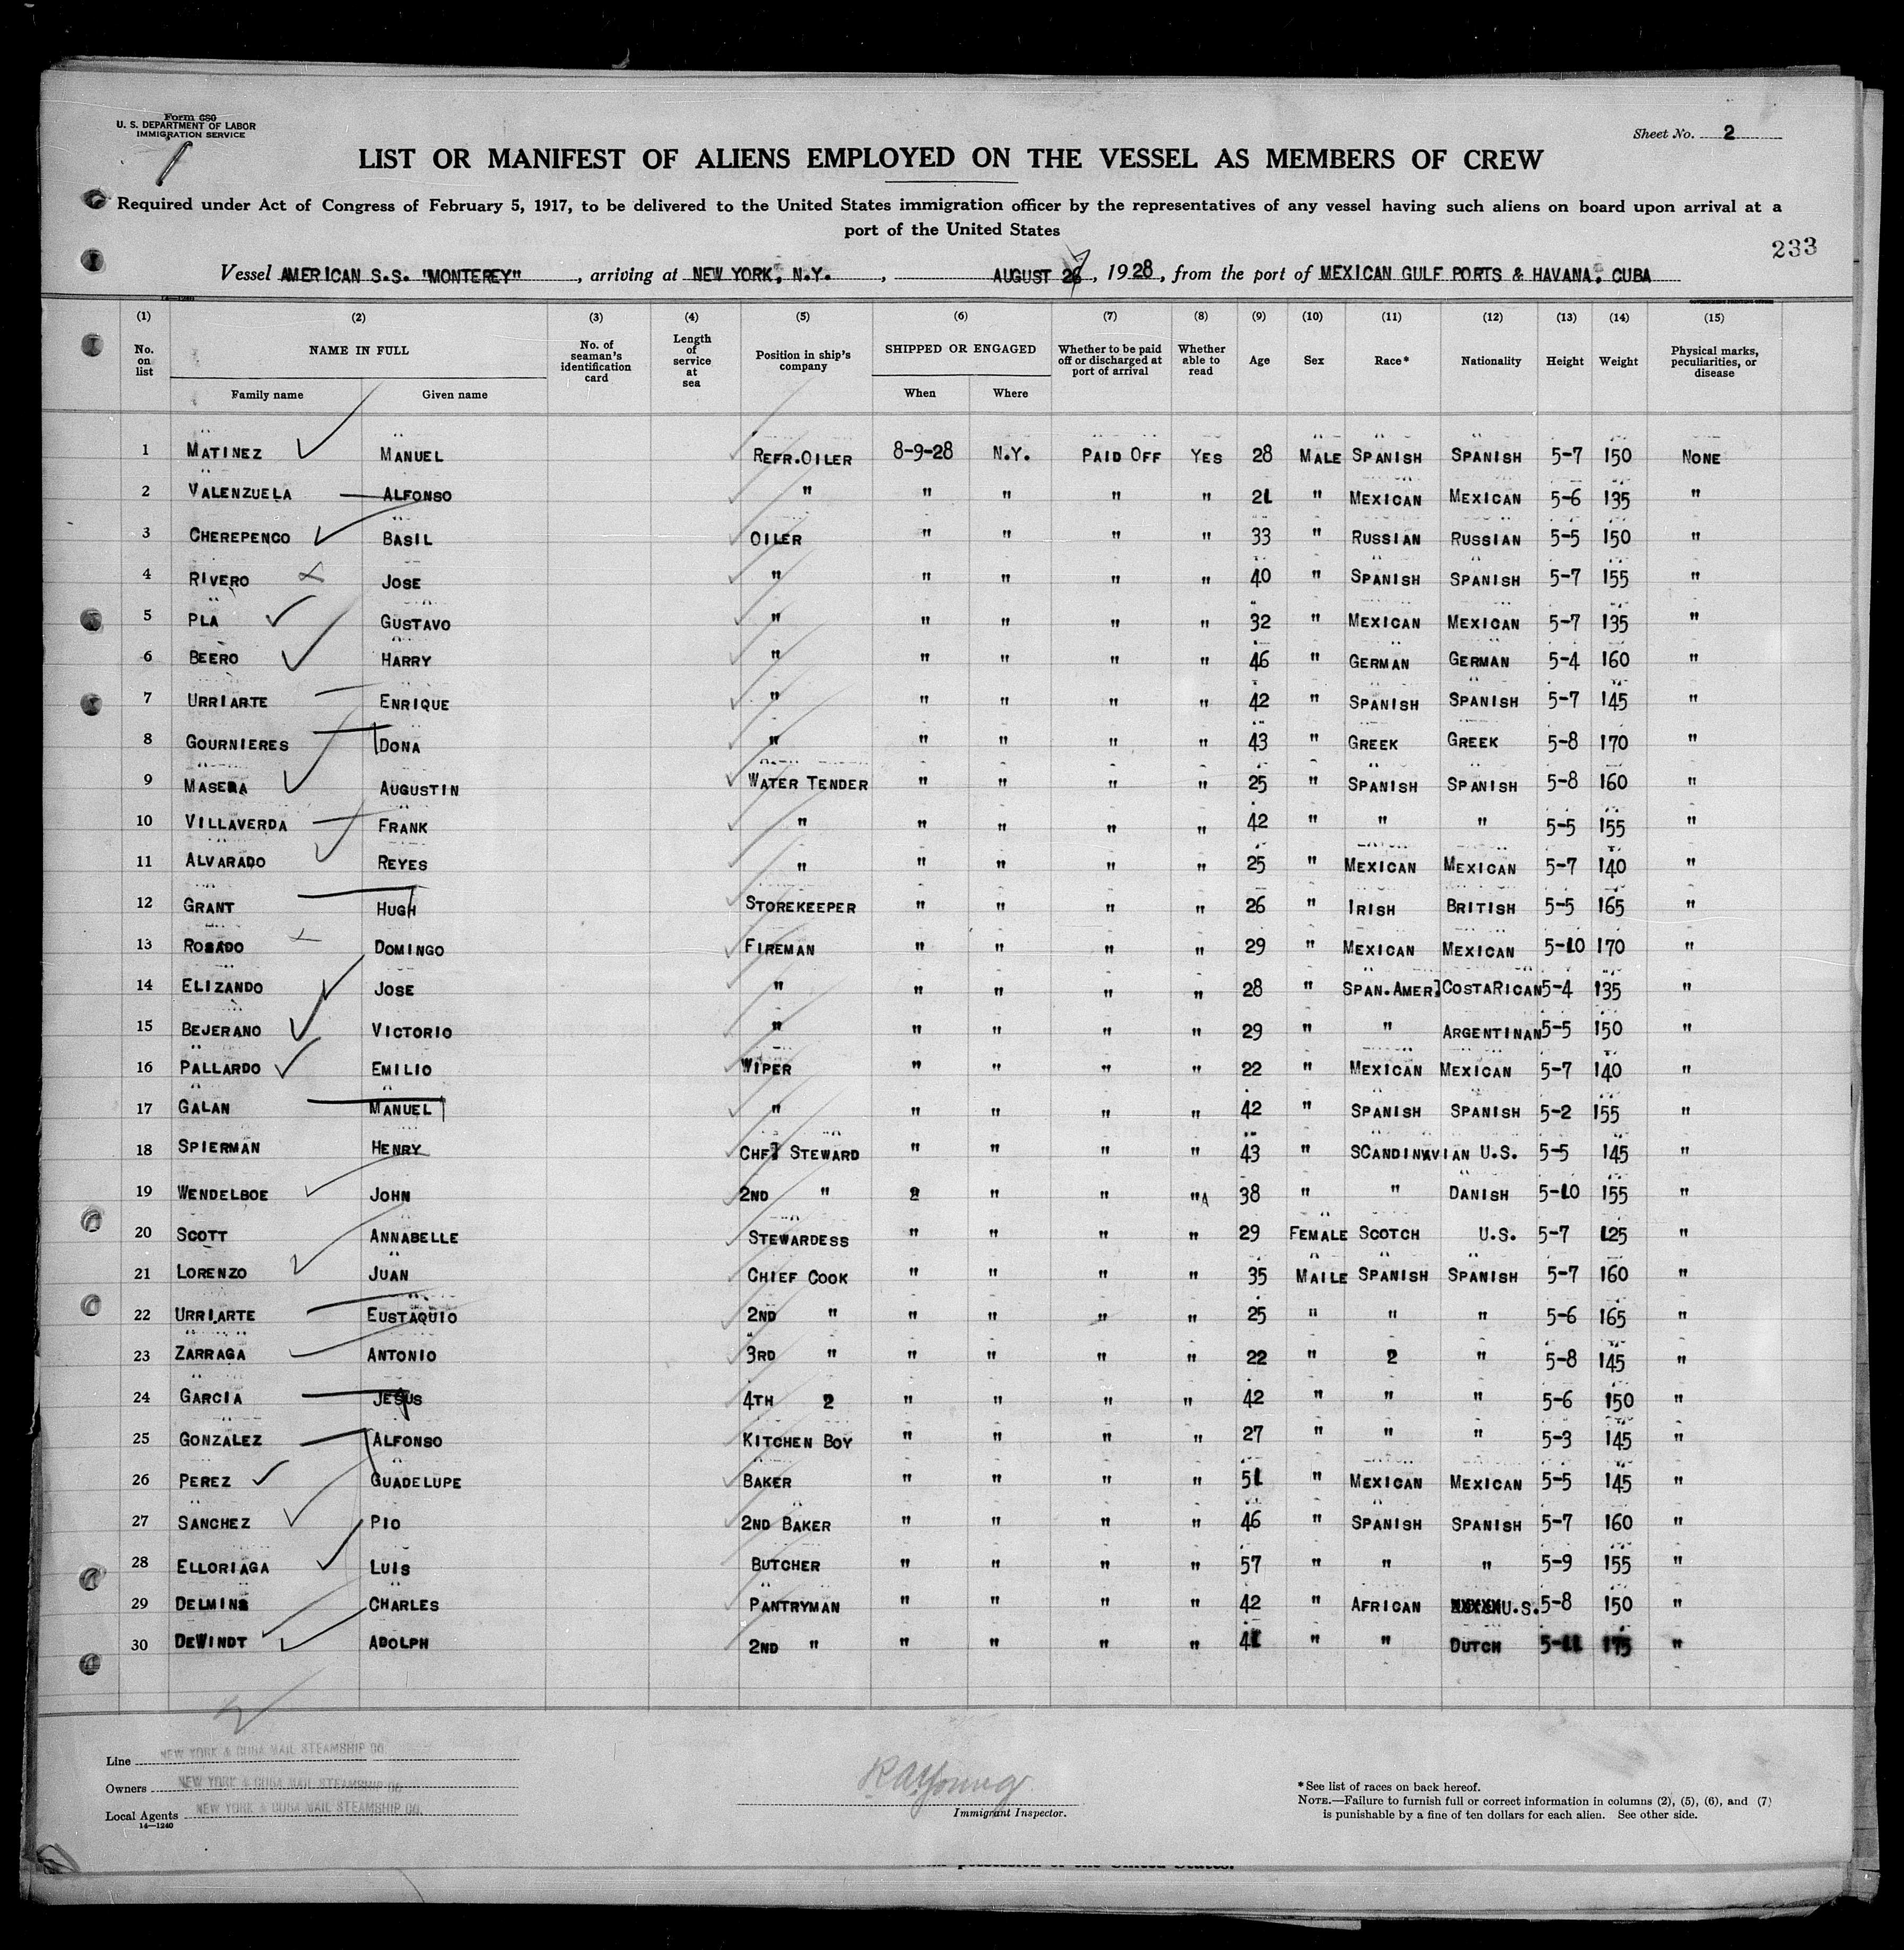 Form 680
U. S. DEPARTMENT OF LABOR
IMMIGRATION SERVICE
Sheet No. 2
LIST OR MANIFEST OF ALIENS EMPLOYED ON THE VESSEL AS MEMBERS OF CREW
Required under Act of Congress of February 5, 1917, to be delivered to the United States immigration officer by the representatives of any vessel having such aliens on board upon arrival at a
port of the United States
233
Vessel AMERICAN S.S. "MONTEREY", arriving at NEW YORK, N.Y., AUGUST 27, 1928, from the port of MEXICAN GULF PORTS & HAVANA, CUBA
(1) (2) (3) (4) (5) (6) (7) (8) (9) (10) (11) (12) (13) (14) (15)
No. on list NAME IN FULL Family name Given name No. of seaman's identification card Length of service at sea Position in ship's company SHIPPED OR ENGAGED When Where Whether to be paid off or discharged at port of arrival Whether able to read Age Sex Race* Nationality Height Weight Physical marks, peculiarities, or disease
1 MATINEZ MANUEL REFR.OILER 8-9-28 N.Y. PAID OFF YES 28 MALE SPANISH SPANISH 5-7 150 NONE
2 VALENZUELA ALFONSO " " " " " 21 " MEXICAN MEXICAN 5-6 135 "
3 CHEREPENCO BASIL OILER " " " " 33 " RUSSIAN RUSSIAN 5-5 150 "
4 RIVERO JOSE " " " " " 40 " SPANISH SPANISH 5-7 155 "
5 PLA GUSTAVO " " " " " 32 " MEXICAN MEXICAN 5-7 135 "
6 BEERO HARRY " " " " " 46 " GERMAN GERMAN 5-4 160 "
7 URRIARTE ENRIQUE " " " " " 42 " SPANISH SPANISH 5-7 145 "
8 GOURNIERES DONA " " " " " 43 " GREEK GREEK 5-8 170 "
9 MASERA AUGUSTIN WATER TENDER " " " " 25 " SPANISH SPANISH 5-8 160 "
10 VILLAVERDA FRANK " " " " " 42 " " " 5-5 155 "
11 ALVARADO REYES " " " " " 25 " MEXICAN MEXICAN 5-7 140 "
12 GRANT HUGH STOREKEEPER " " " " 26 " IRISH BRITISH 5-5 165 "
13 ROSADO DOMINGO FIREMAN " " " " 29 " MEXICAN MEXICAN 5-10 170 "
14 ELIZANDO JOSE " " " " " 28 " SPAN.AMER. COSTARICAN 5-4 135 "
15 BEJERANO VICTORIO " " " " " 29 " " ARGENTINAN 5-5 150 "
16 PALLARDO EMILIO WIPER " " " " 22 " MEXICAN MEXICAN 5-7 140 "
17 GALAN MANUEL " " " " " 42 " SPANISH SPANISH 5-2 155 "
18 SPIERMAN HENRY CHF. STEWARD " " " " 43 " SCANDINAVIAN U.S. 5-5 145 "
19 WENDELBOE JOHN 2ND " 2 " " "A 38 " " DANISH 5-10 155 "
20 SCOTT ANNABELLE STEWARDESS " " " " 29 FEMALE SCOTCH U.S. 5-7 125 "
21 LORENZO JUAN CHIEF COOK " " " " 35 MAILE SPANISH SPANISH 5-7 160 "
22 URRIARTE EUSTAQUIO 2ND " " " " " 25 " " " 5-6 165 "
23 ZARRAGA ANTONIO 3RD " " " " " 22 " 2 " 5-8 145 "
24 GARCIA JESUS 4TH 2 " " " " 42 " " " 5-6 150 "
25 GONZALEZ ALFONSO KITCHEN BOY " " " " 27 " " " 5-3 145 "
26 PEREZ GUADELUPE BAKER " " " " 51 " MEXICAN MEXICAN 5-5 145 "
27 SANCHEZ PIO 2ND BAKER " " " " 46 " SPANISH SPANISH 5-7 160 "
28 ELLORIAGA LUIS BUTCHER " " " " 57 " " " 5-9 155 "
29 DELMINS CHARLES PANTRYMAN " " " " 42 " AFRICAN U.S. 5-8 150 "
30 DEWINDT ADOLPH 2ND " " " " " 41 " " DUTCH 5-11 175 "
Line NEW YORK & CUBA MAIL STEAMSHIP CO.
Owners NEW YORK & CUBA MAIL STEAMSHIP CO.
Local Agents NEW YORK & CUBA MAIL STEAMSHIP CO.
14—1240
R A Young
Immigrant Inspector.
*See list of races on back hereof.
NOTE.—Failure to furnish full or correct information in columns (2), (5), (6), and (7)
is punishable by a fine of ten dollars for each alien. See other side.
possession of the United States.